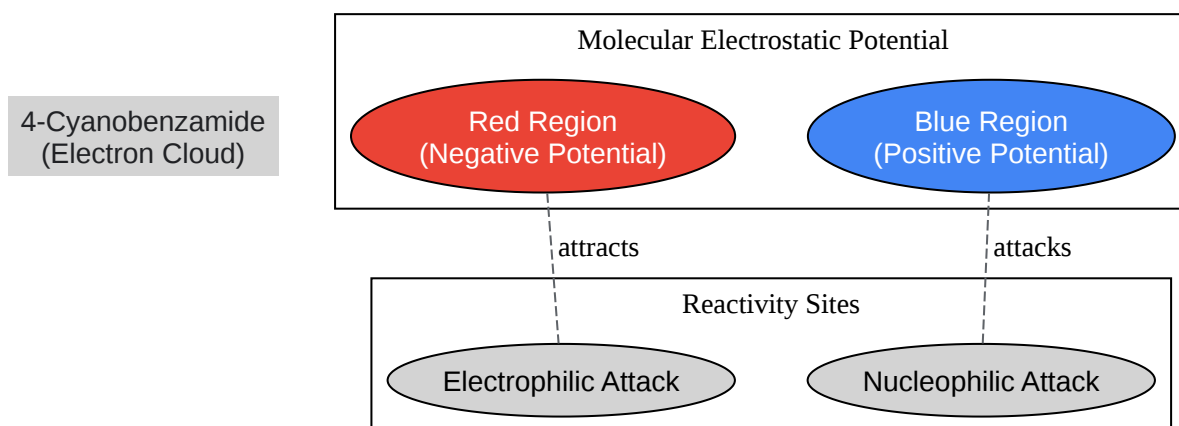 Molecular Electrostatic Potential
4-Cyanobenzamide
(Electron Cloud)
Red Region
(Negative Potential)
Blue Region
(Positive Potential)
attracts
attacks
Reactivity Sites
Electrophilic Attack
Nucleophilic Attack